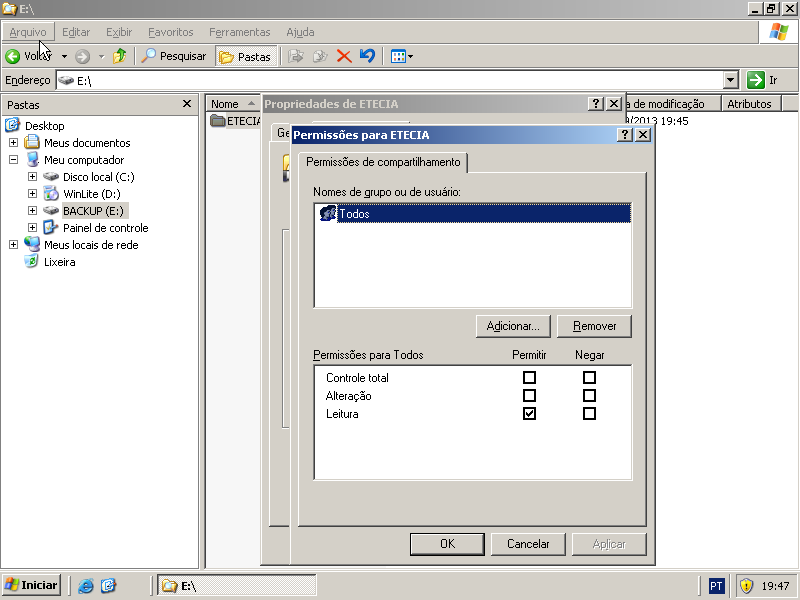 E:\
Arquivo Editar Exibir Favoritos Ferramentas Ajuda
Pesquisar Pastas
Endereço E:\ Ir
Pastas
Desktop
Meus documentos
Meu computador
Disco local (C:)
WinLite (D:)
BACKUP (E:)
Painel de controle
Meus locais de rede
Lixeira
Nome a de modificação Atributos
ETECIA /2013 19:45
Propriedades de ETECIA
Ge
Permissões para ETECIA
Permissões de compartilhamento
Nomes de grupo ou de usuário:
Todos
Adicionar... Remover
Permissões para Todos Permitir Negar
Controle total
Alteração
Leitura
OK Cancelar Aplicar
Iniciar E:\ PT 19:47